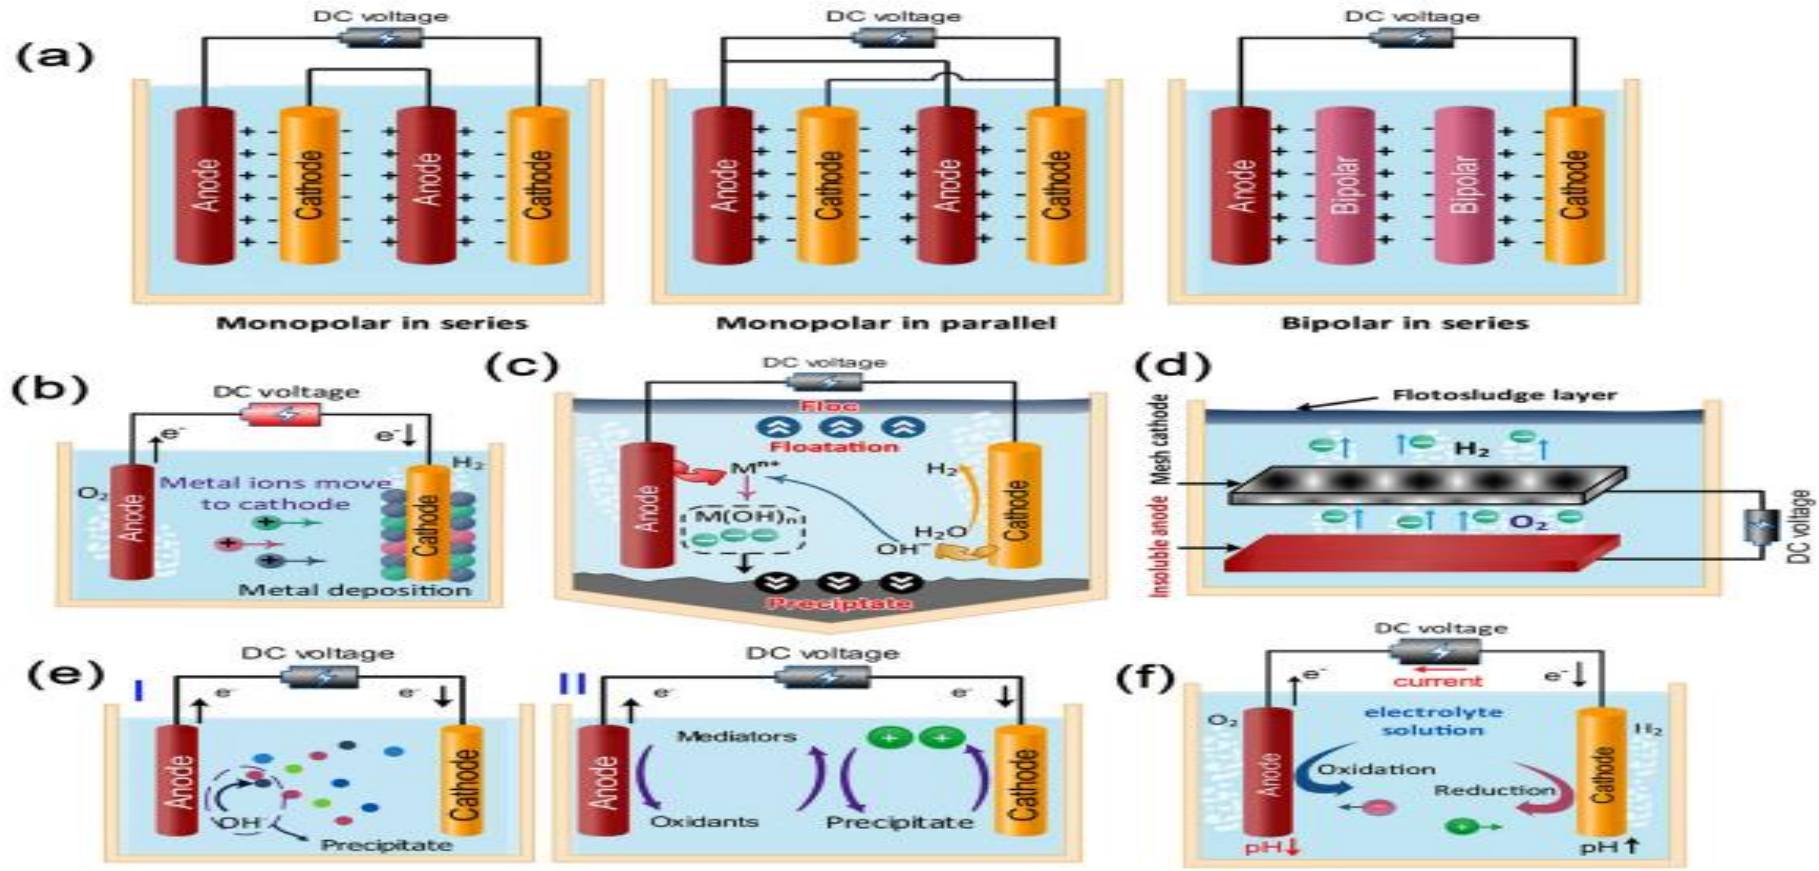 (a)
DC voltage
Anode
Cathode
Anode
Cathode
Monopolar in series
DC voltage
Anode
Cathode
Anode
Cathode
Monopolar in parallel
DC voltage
Anode
Bipolar
Bipolar
Cathode
Bipolar in series
(b)
DC voltage
e-
e-
O2
H2
Metal ions move
to cathode
Anode
Cathode
Metal deposition
(c)
DC voltage
Floc
Floatation
Anode
Mn+
M(OH)n
H2
H2O
OH-
Cathode
Preciptate
(d)
Flotosludge layer
Mesh cathode
H2
Insoluble anode
O2
DC voltage
(e)
I
DC voltage
e-
e-
Anode
OH-
Cathode
Precipitate
II
DC voltage
e-
e-
Anode
Mediators
Oxidants
Precipitate
Cathode
(f)
DC voltage
current
e-
e-
O2
H2
electrolyte
solution
Anode
Oxidation
Reduction
Cathode
pH↓
pH↑